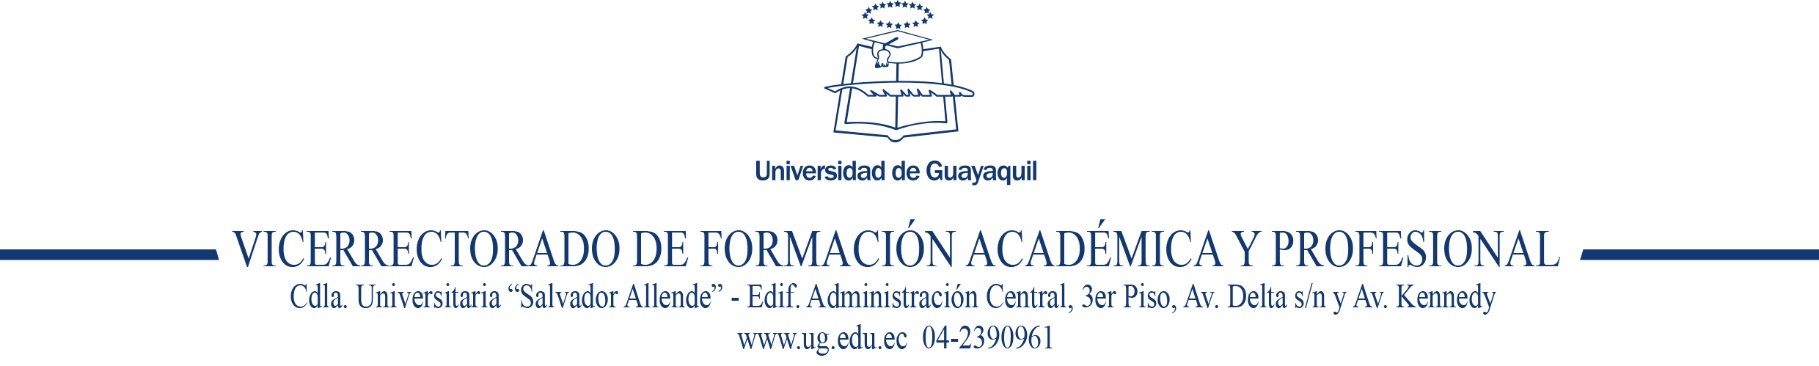 Universidad de Guayaquil
VICERRECTORADO DE FORMACIÓN ACADÉMICA Y PROFESIONAL
Cdla. Universitaria “Salvador Allende” - Edif. Administración Central, 3er Piso, Av. Delta s/n y Av. Kennedy
www.ug.edu.ec 04-2390961